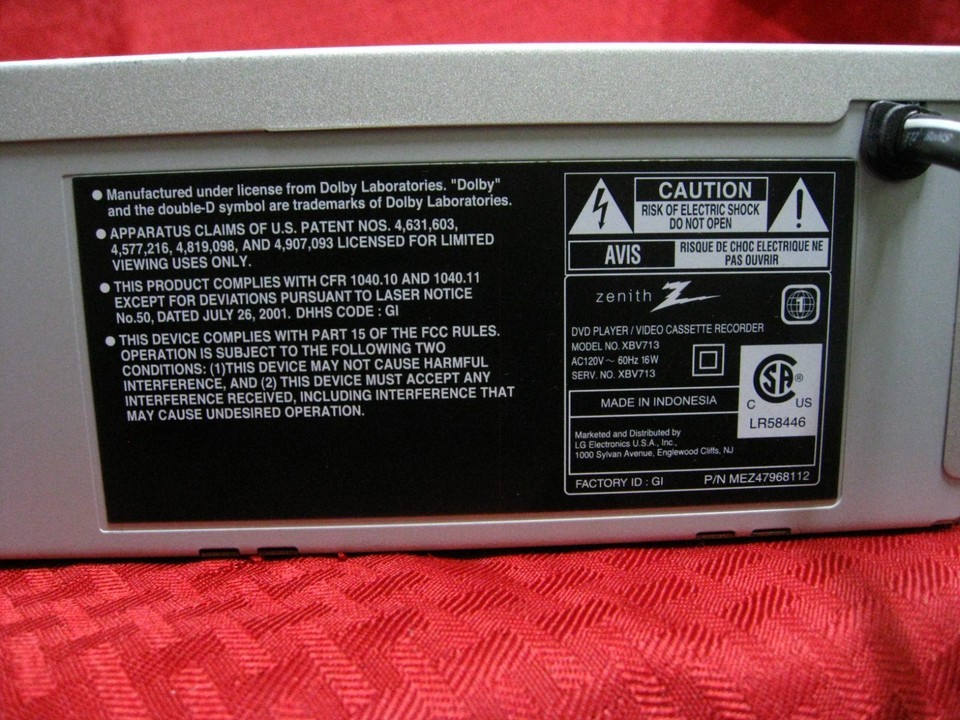 ● Manufactured under license from Dolby Laboratories. "Dolby"
and the double-D symbol are trademarks of Dolby Laboratories.
● APPARATUS CLAIMS OF U.S. PATENT NOS. 4,631,603,
4,577,216, 4,819,098, AND 4,907,093 LICENSED FOR LIMITED
VIEWING USES ONLY.
● THIS PRODUCT COMPLIES WITH CFR 1040.10 AND 1040.11
EXCEPT FOR DEVIATIONS PURSUANT TO LASER NOTICE
No.50, DATED JULY 26, 2001. DHHS CODE : GI
● THIS DEVICE COMPLIES WITH PART 15 OF THE FCC RULES.
OPERATION IS SUBJECT TO THE FOLLOWING TWO
CONDITIONS: (1)THIS DEVICE MAY NOT CAUSE HARMFUL
INTERFERENCE, AND (2) THIS DEVICE MUST ACCEPT ANY
INTERFERENCE RECEIVED, INCLUDING INTERFERENCE THAT
MAY CAUSE UNDESIRED OPERATION.
CAUTION
RISK OF ELECTRIC SHOCK
DO NOT OPEN
AVIS
RISQUE DE CHOC ELECTRIQUE NE
PAS OUVRIR
zenith
1
DVD PLAYER / VIDEO CASSETTE RECORDER
MODEL NO. XBV713
AC120V~ 60Hz 16W
SERV. NO. XBV713
MADE IN INDONESIA
SA ®
C US
LR58446
Marketed and Distributed by
LG Electronics U.S.A., Inc.,
1000 Sylvan Avenue, Englewood Cliffs, NJ
FACTORY ID : GI P/N MEZ47968112